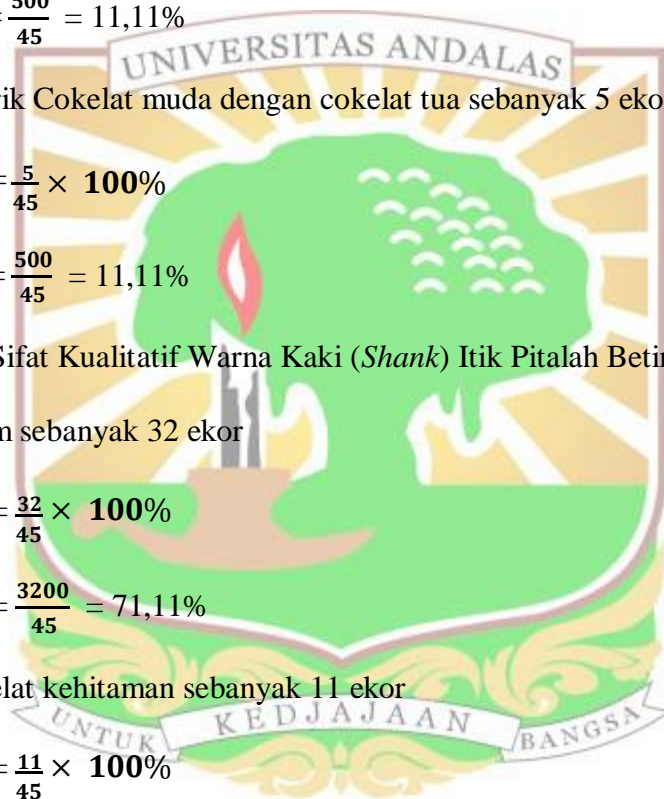 = 500/45 = 11,11%
UNIVERSITAS ANDALAS
rik Cokelat muda dengan cokelat tua sebanyak 5 eko
= 5/45 × 100%
= 500/45 = 11,11%
Sifat Kualitatif Warna Kaki (Shank) Itik Pitalah Betin
m sebanyak 32 ekor
= 32/45 × 100%
= 3200/45 = 71,11%
elat kehitaman sebanyak 11 ekor
UNTUK KEDJAJAAN BANGSA
= 11/45 × 100%